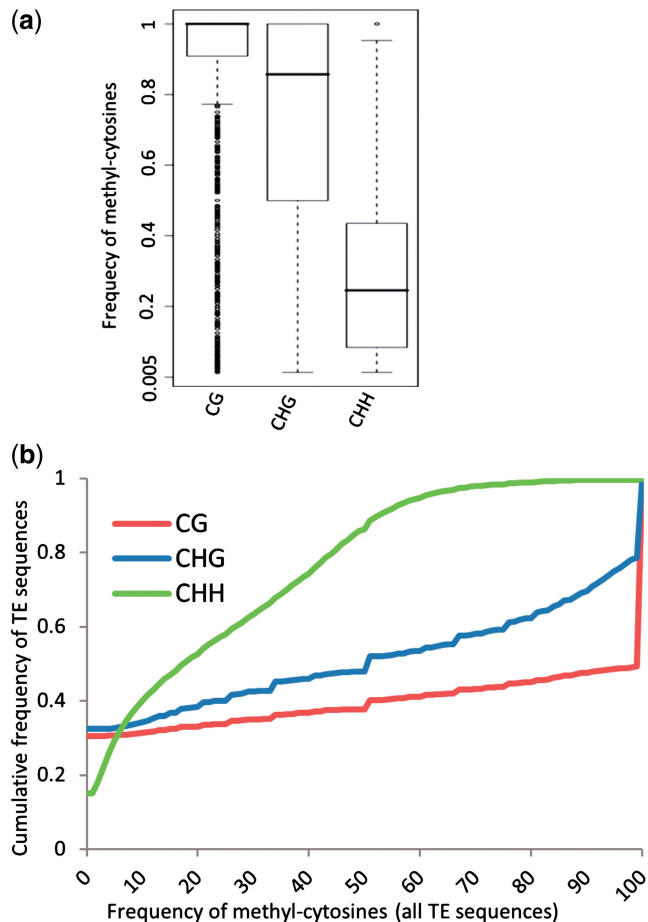 (a)
Frequecy of methyl-cytosines
1
0.8
0.6
0.4
0.2
0.005
CG
CHG
CHH
(b)
Cumulative frequency of TE sequences
1
0.8
0.6
0.4
0.2
0
CG
CHG
CHH
0 10 20 30 40 50 60 70 80 90 100
Frequency of methyl-cytosines (all TE sequences)